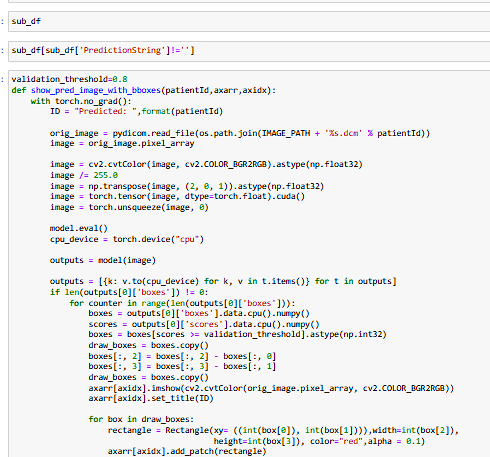 : sub_df
: sub_df[sub_df['PredictionString']!='']
: validation_threshold=0.8
def show_pred_image_with_bboxes(patientId,axarr,axidx):
    with torch.no_grad():
        ID = "Predicted: ",format(patientId)

        orig_image = pydicom.read_file(os.path.join(IMAGE_PATH + '%s.dcm' % patientId))
        image = orig_image.pixel_array

        image = cv2.cvtColor(image, cv2.COLOR_BGR2RGB).astype(np.float32)
        image /= 255.0
        image = np.transpose(image, (2, 0, 1)).astype(np.float32)
        image = torch.tensor(image, dtype=torch.float).cuda()
        image = torch.unsqueeze(image, 0)

        model.eval()
        cpu_device = torch.device("cpu")

        outputs = model(image)

        outputs = [{k: v.to(cpu_device) for k, v in t.items()} for t in outputs]
        if len(outputs[0]['boxes']) != 0:
            for counter in range(len(outputs[0]['boxes'])):
                boxes = outputs[0]['boxes'].data.cpu().numpy()
                scores = outputs[0]['scores'].data.cpu().numpy()
                boxes = boxes[scores >= validation_threshold].astype(np.int32)
                draw_boxes = boxes.copy()
                boxes[:, 2] = boxes[:, 2] - boxes[:, 0]
                boxes[:, 3] = boxes[:, 3] - boxes[:, 1]
                draw_boxes = boxes.copy()
                axarr[axidx].imshow(cv2.cvtColor(orig_image.pixel_array, cv2.COLOR_BGR2RGB))
                axarr[axidx].set_title(ID)

                for box in draw_boxes:
                    rectangle = Rectangle(xy= ((int(box[0]), int(box[1]))),width=int(box[2]),
                                          height=int(box[3]), color="red",alpha = 0.1)
                    axarr[axidx].add_patch(rectangle)